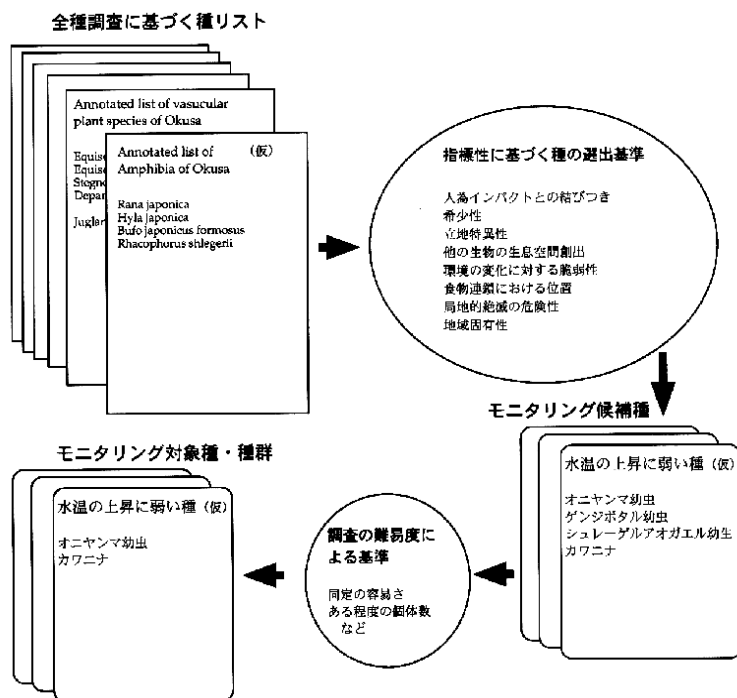 全種調査に基づく種リスト
Annotated list of vasucular
plant species of Okusa
Equise
Equise
Stegno
Depar
Juglan
Annotated list of (仮)
Amphibia of Okusa
Rana japonica
Hyla japonica
Bufo japonicus formosus
Rhacophorus shlegerii
指標性に基づく種の選出基準
人為インパクトとの結びつき
希少性
立地特異性
他の生物の生息空間創出
環境の変化に対する脆弱性
食物連鎖における位置
局地的絶滅の危険性
地域固有性
モニタリング候補種
水温の上昇に弱い種 (仮)
オニヤンマ幼虫
ゲンジボタル幼虫
シュレーゲルアオガエル幼生
カワニナ
調査の難易度
による基準
同定の容易さ
ある程度の個体数
など
モニタリング対象種・種群
水温の上昇に弱い種 (仮)
オニヤンマ幼虫
カワニナ